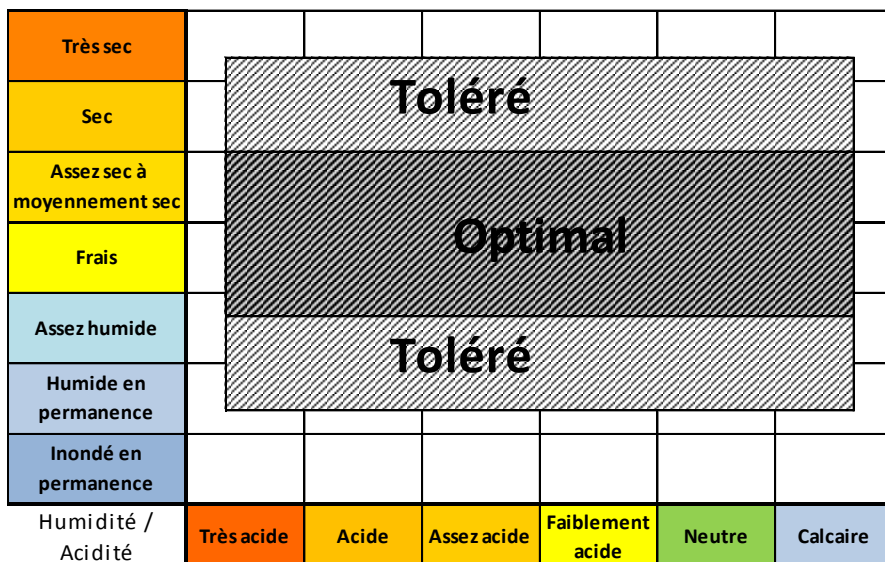 Très sec
Toléré
Sec
Assez sec à
moyennement sec
Optimal
Frais
Assez humide
Toléré
Humide en
permanence
Inondé en
permanence
Humidité /
Acidité
Très acide
Acide
Assez acide
Faiblement
acide
Neutre
Calcaire